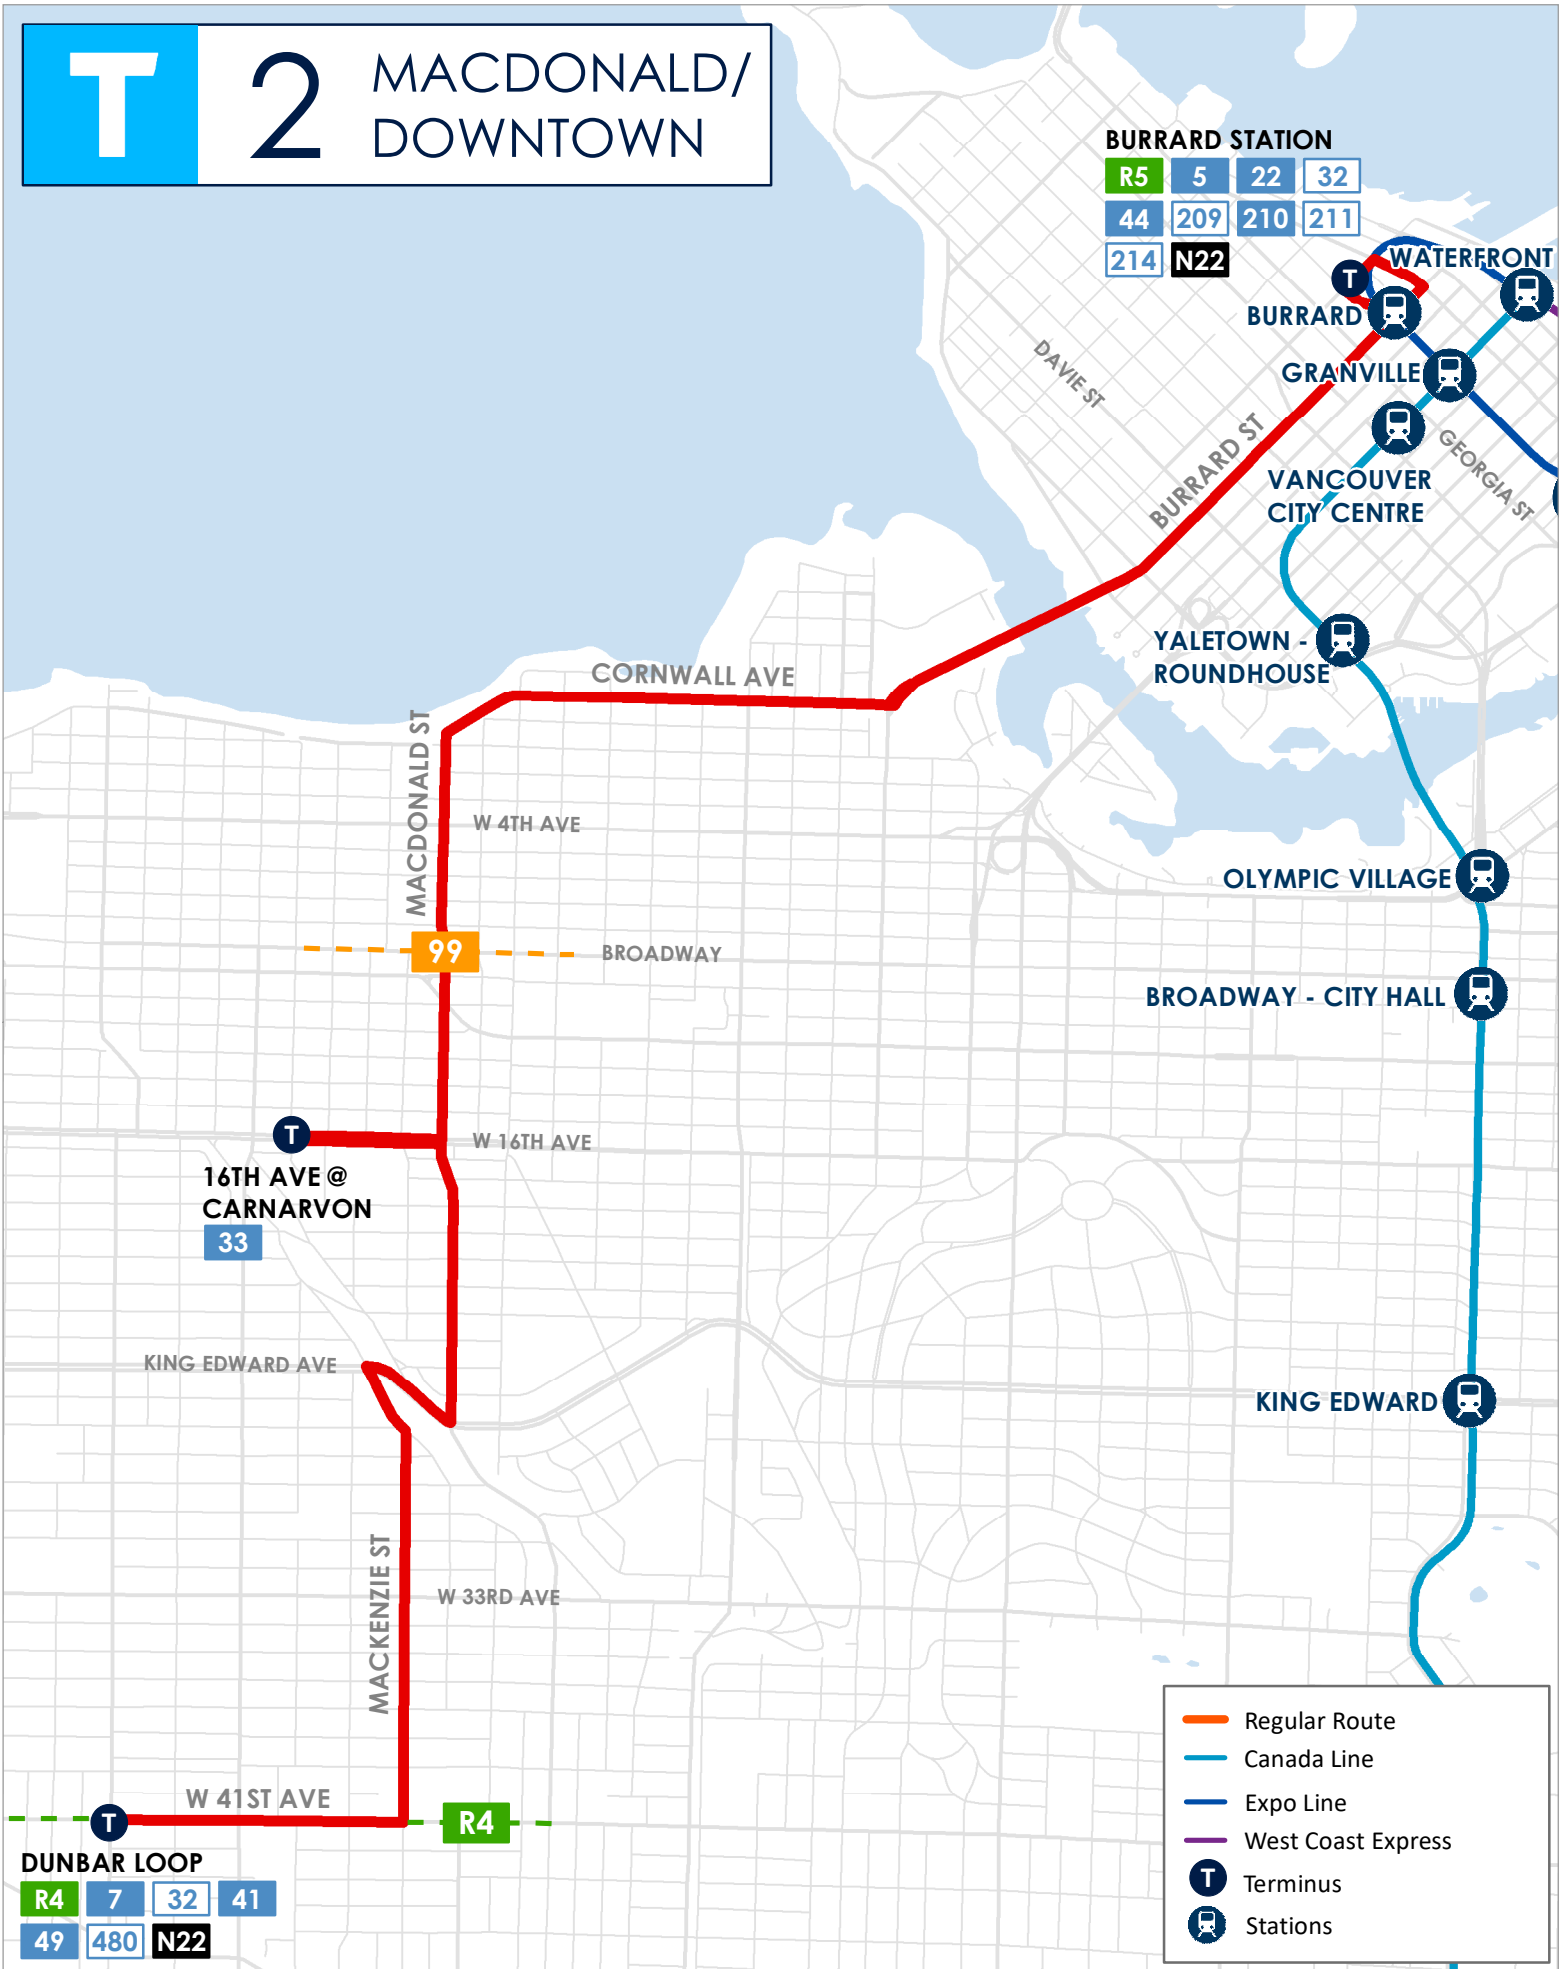 T
2
MACDONALD/
DOWNTOWN
BURRARD STATION
R5 5 22 32
44 209 210 211
214 N22
WATERFRONT
T
BURRARD
GRANVILLE
DAVIE ST
BURRARD ST
GEORGIA ST
VANCOUVER
CITY CENTRE
YALETOWN -
ROUNDHOUSE
CORNWALL AVE
MACDONALD ST
W 4TH AVE
OLYMPIC VILLAGE
99
BROADWAY
BROADWAY - CITY HALL
T
W 16TH AVE
16TH AVE @
CARNARVON
33
KING EDWARD AVE
KING EDWARD
MACKENZIE ST
W 33RD AVE
W 41ST AVE
T
R4
DUNBAR LOOP
R4 7 32 41
49 480 N22
Regular Route
Canada Line
Expo Line
West Coast Express
T Terminus
Stations